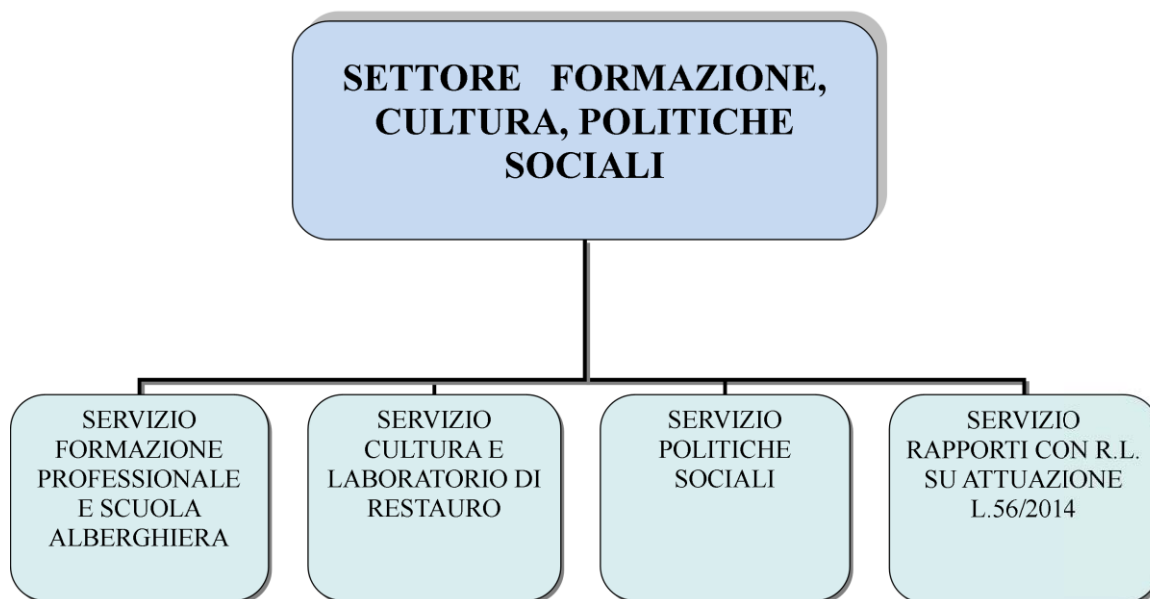 SETTORE FORMAZIONE,
CULTURA, POLITICHE
SOCIALI
SERVIZIO
FORMAZIONE
PROFESSIONALE
E SCUOLA
ALBERGHIERA
SERVIZIO
CULTURA E
LABORATORIO DI
RESTAURO
SERVIZIO
POLITICHE
SOCIALI
SERVIZIO
RAPPORTI CON R.L.
SU ATTUAZIONE
L.56/2014